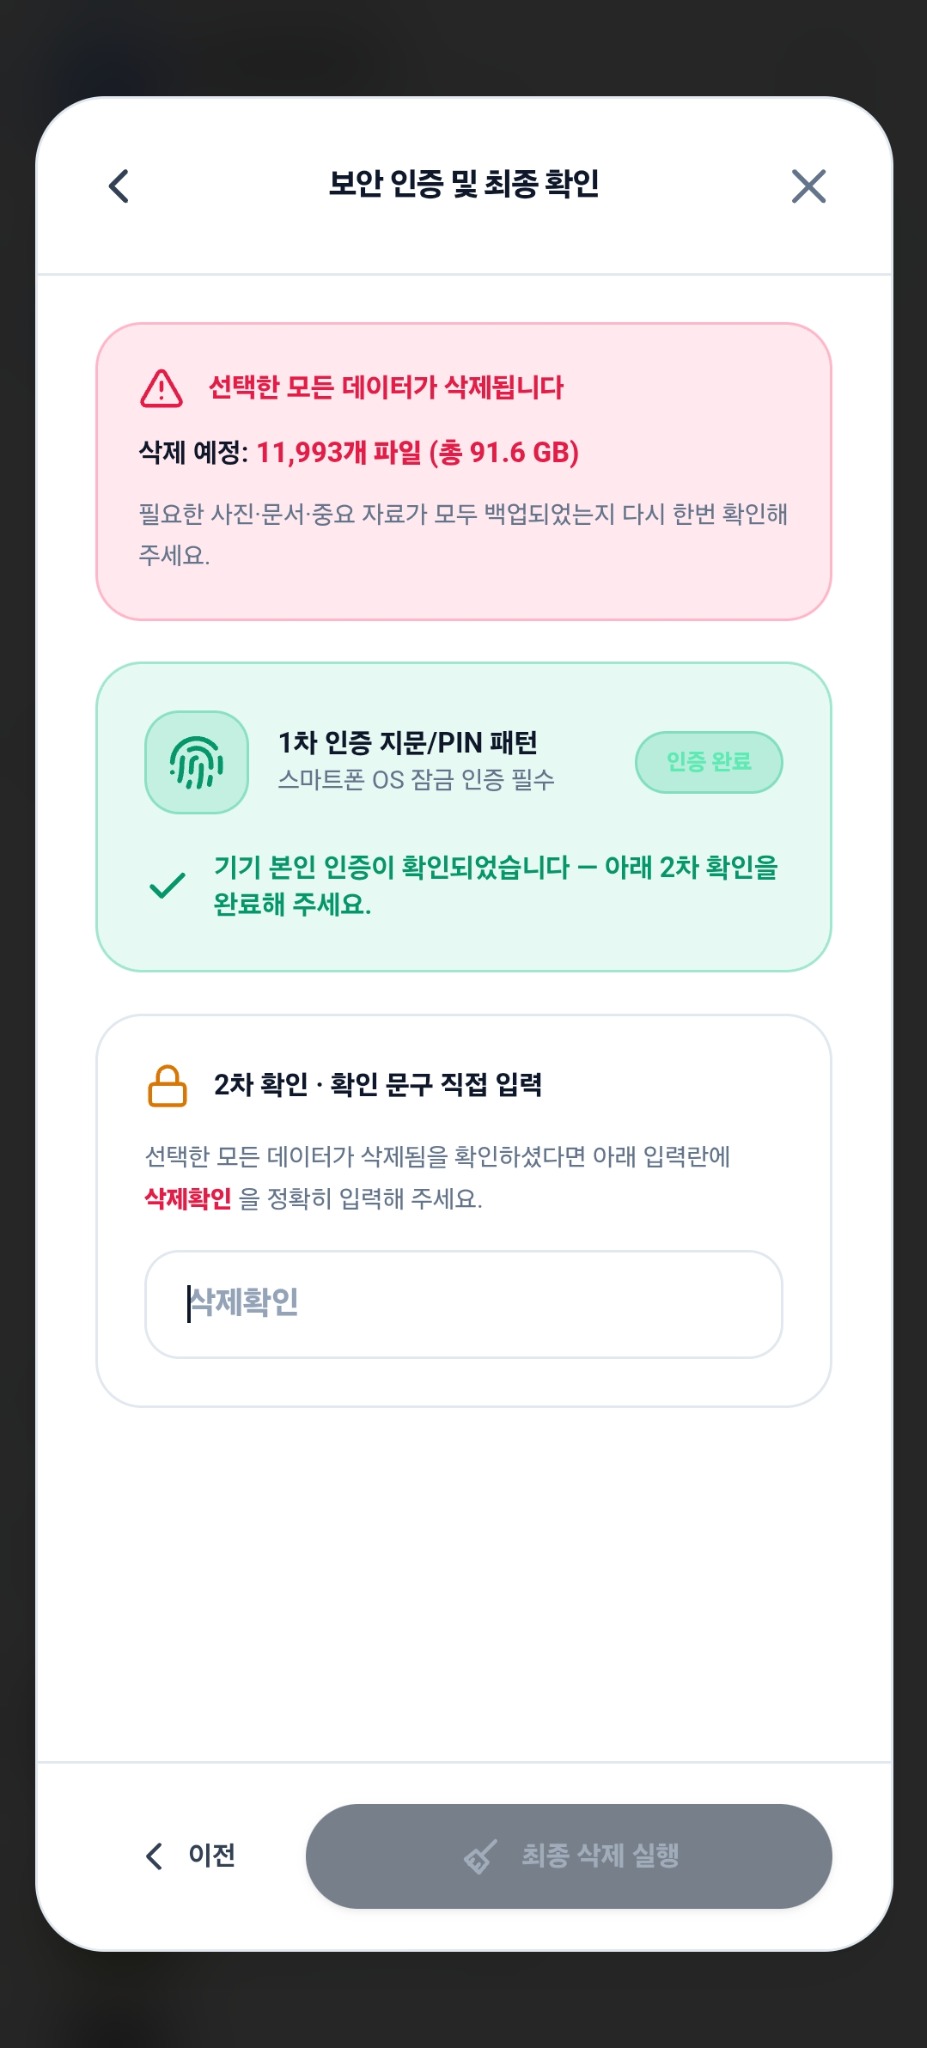 보안 인증 및 최종 확인
선택한 모든 데이터가 삭제됩니다
삭제 예정: 11,993개 파일 (총 91.6 GB)
필요한 사진·문서·중요 자료가 모두 백업되었는지 다시 한번 확인해
주세요.
1차 인증 지문/PIN 패턴
스마트폰 OS 잠금 인증 필수
인증 완료
기기 본인 인증이 확인되었습니다 — 아래 2차 확인을
완료해 주세요.
2차 확인 · 확인 문구 직접 입력
선택한 모든 데이터가 삭제됨을 확인하셨다면 아래 입력란에
삭제확인 을 정확히 입력해 주세요.
삭제확인
이전
최종 삭제 실행